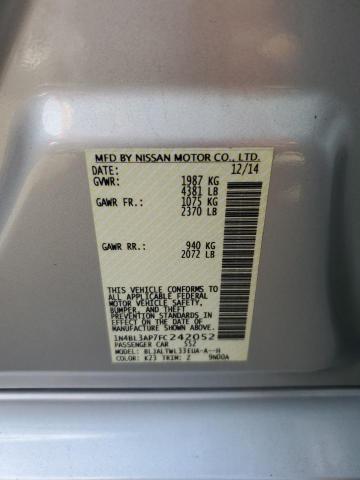 MFD BY NISSAN MOTOR CO., LTD.
DATE: 12/14
GVWR: 1987 KG
4381 LB
GAWR FR.: 1075 KG
2370 LB
GAWR RR.: 940 KG
2072 LB
THIS VEHICLE CONFORMS TO ALL
APPLICABLE U.S. FEDERAL
MOTOR VEHICLE SAFETY,
BUMPER, AND THEFT
PREVENTION STANDARDS IN
EFFECT ON THE DATE OF
MANUFACTURE SHOWN ABOVE.
1N4BL3AP7FC242052
PASSENGER CAR 552
MODEL: BL3ALTWL33EUA-A--H
COLOR: K23 TRIM: Z 9N00A